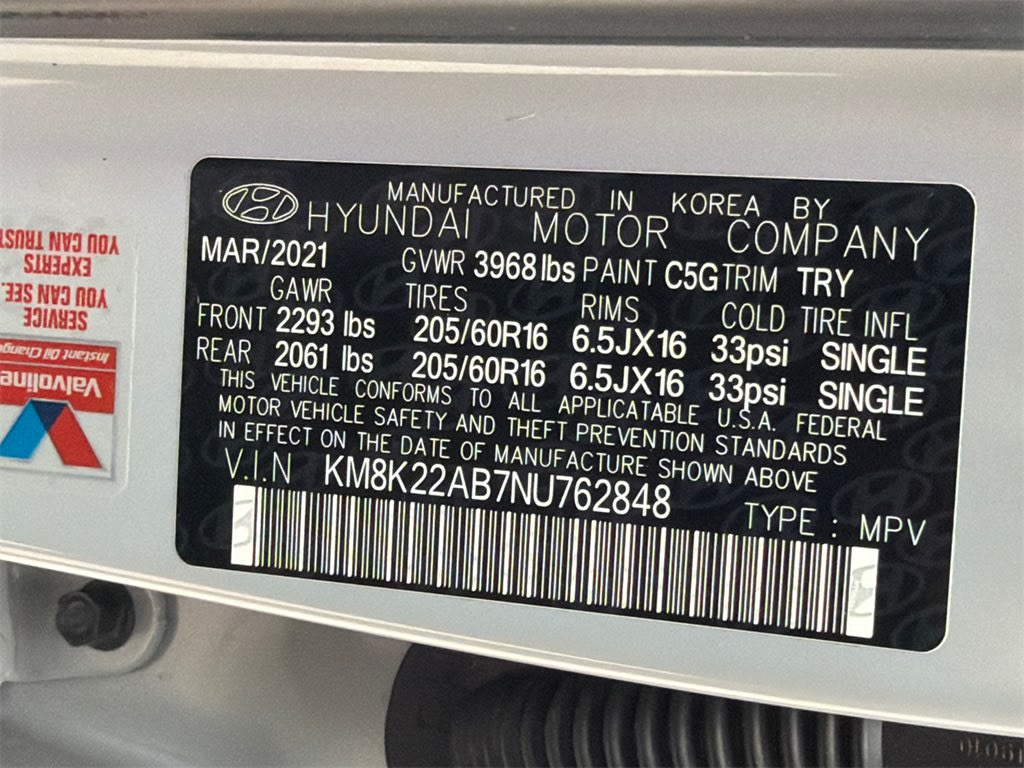 MANUFACTURED IN KOREA BY
HYUNDAI MOTOR COMPANY
MAR/2021 GVWR 3968 lbs PAINT C5G TRIM TRY
GAWR TIRES RIMS COLD TIRE INFL
FRONT 2293 lbs 205/60R16 6.5JX16 33psi SINGLE
REAR 2061 lbs 205/60R16 6.5JX16 33psi SINGLE
THIS VEHICLE CONFORMS TO ALL APPLICATABLE U.S.A. FEDERAL
MOTOR VEHICLE SAFETY AND THEFT PREVENTION STANDARDS
IN EFFECT ON THE DATE OF MANUFACTURE SHOWN ABOVE
V.I.N KM8K22AB7NU762848 TYPE : MPV
Valvoline
Instant Oil Change
SERVICE
YOU CAN SEE.
EXPERTS
YOU CAN TRUST